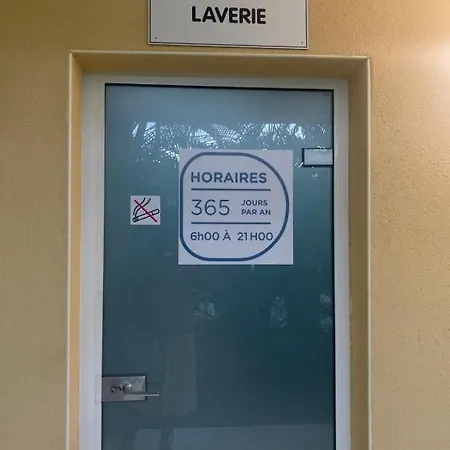 LAVERIE
HORAIRES
365 JOURS
PAR AN
6h00 À 21H00